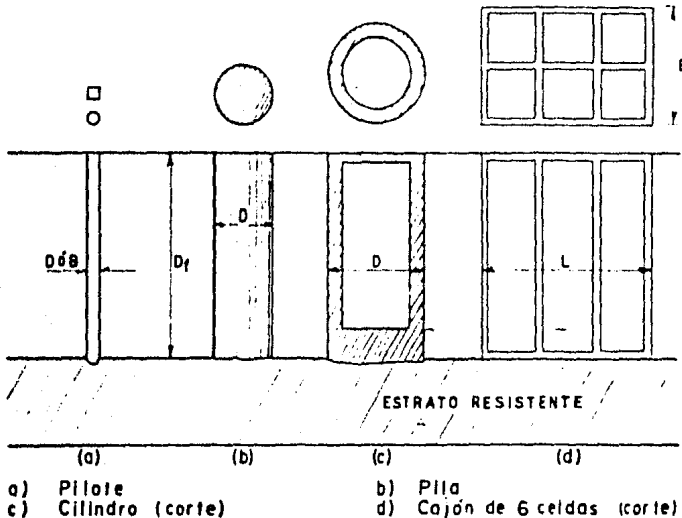 B
D
D ó B
Df
D
L
ESTRATO RESISTENTE
(a) (b) (c) (d)
a) Pilote b) Pila
c) Cilindro (corte) d) Cajón de 6 celdas (corte)